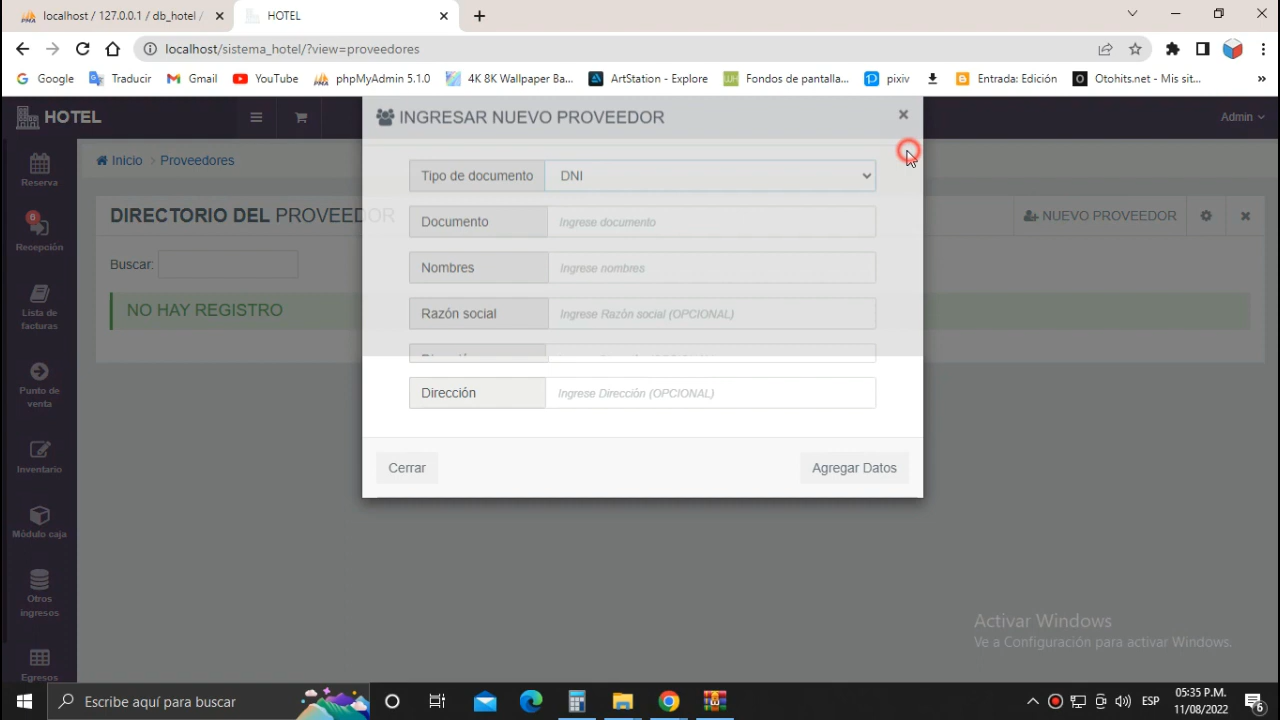 localhost / 127.0.0.1 / db_hotel /
HOTEL
localhost/sistema_hotel/?view=proveedores
Google
Traducir
Gmail
YouTube
phpMyAdmin 5.1.0
4K 8K Wallpaper Ba...
ArtStation - Explore
Fondos de pantalla...
pixiv
Entrada: Edición
Otohits.net - Mis sit...
»
HOTEL
INGRESAR NUEVO PROVEEDOR
Admin
Inicio > Proveedores
Reserva
6
Recepción
Lista de
facturas
Punto de
venta
Inventario
Módulo caja
Otros
ingresos
Egresos
DIRECTORIO DEL PROVEEDOR
NUEVO PROVEEDOR
Buscar:
NO HAY REGISTRO
Tipo de documento
DNI
Documento
Ingrese documento
Nombres
Ingrese nombres
Razón social
Ingrese Razón social (OPCIONAL)
Dirección
Ingrese Dirección (OPCIONAL)
Cerrar
Agregar Datos
Activar Windows
Ve a Configuración para activar Windows.
Escribe aquí para buscar
ESP
05:35 P.M.
11/08/2022
6